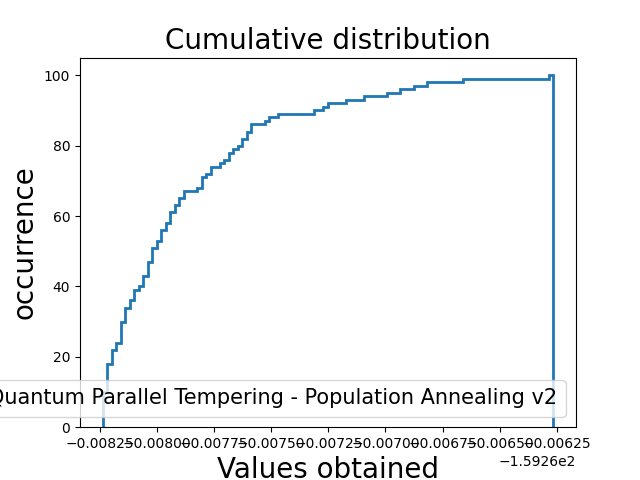 Cumulative distribution
100
80
60
40
20
0
occurrence
Quantum Parallel Tempering - Population Annealing v2
−0.00825 −0.00800 −0.00775 −0.00750 −0.00725 −0.00700 −0.00675 −0.00650 −0.00625
−1.5926e2
Values obtained